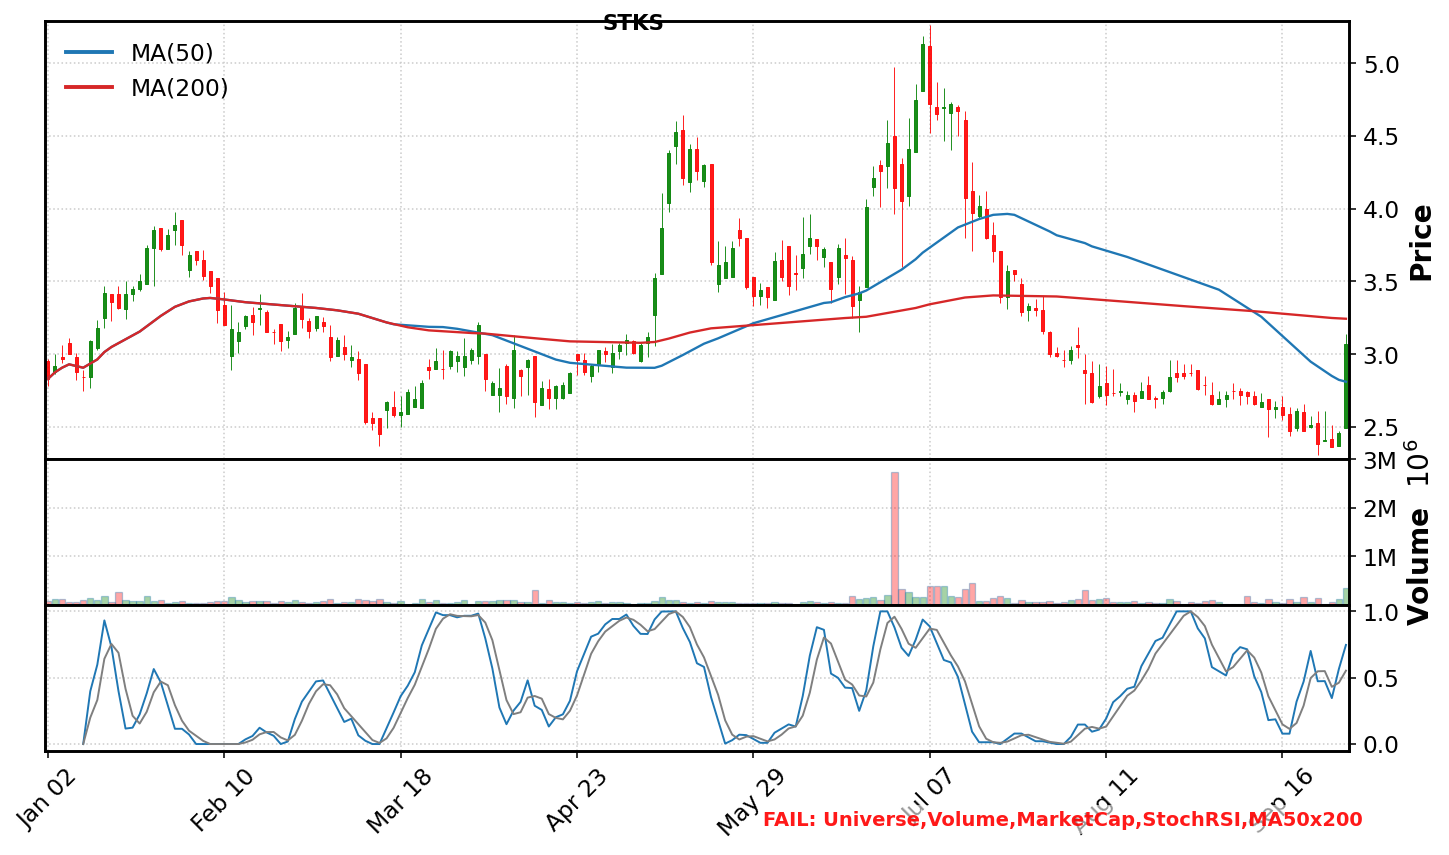 STKS
MA(50)
MA(200)
5.0
4.5
4.0
3.5
3.0
2.5
Price
3M
2M
1M
Volume 10⁶
1.0
0.5
0.0
Jan 02
Feb 10
Mar 18
Apr 23
May 29
Jul 07
Aug 11
Sep 16
FAIL: Universe,Volume,MarketCap,StochRSI,MA50x200